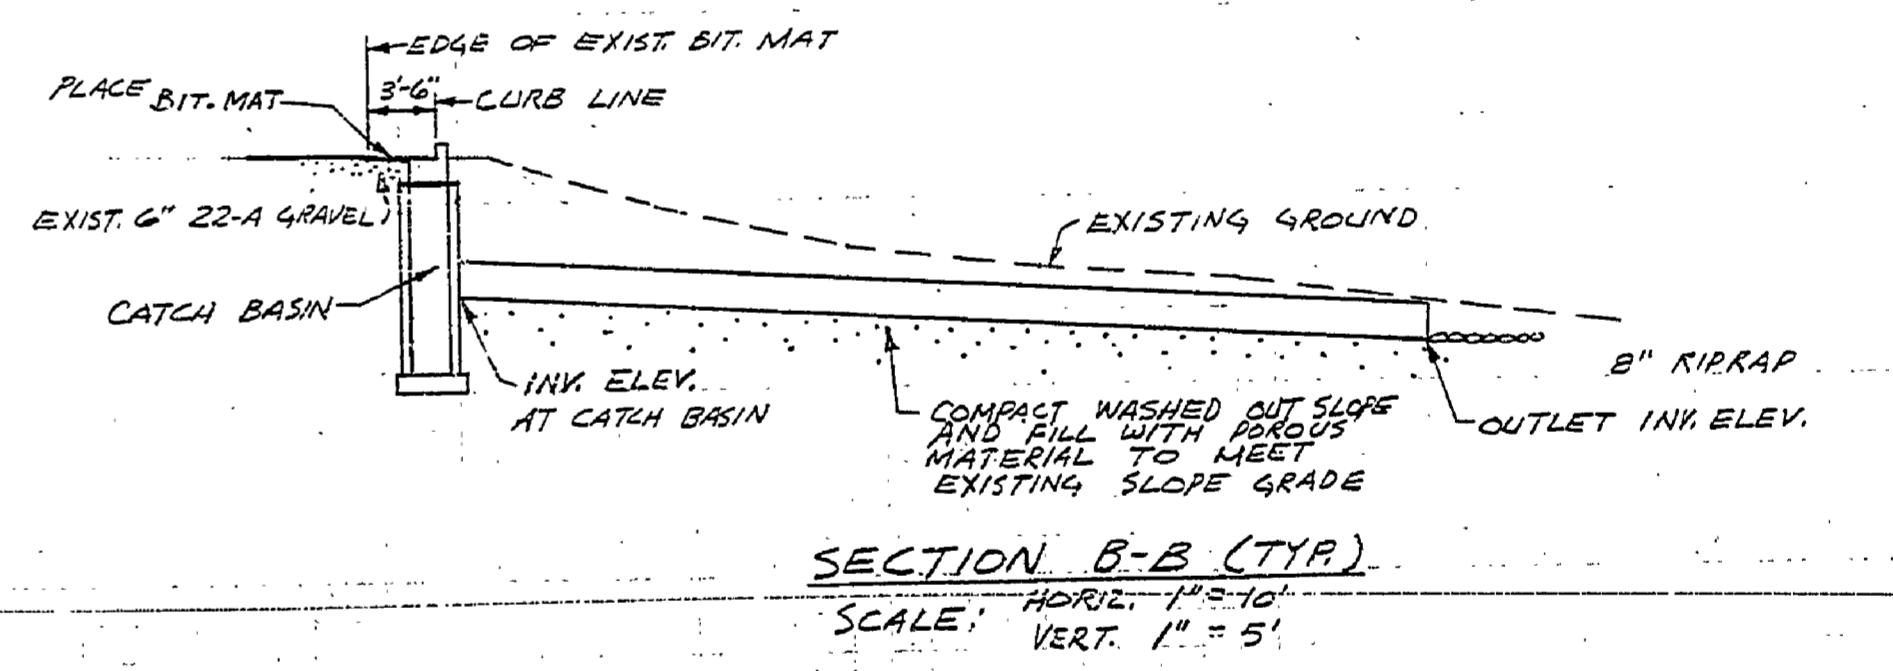 EDGE OF EXIST. BIT. MAT
PLACE BIT. MAT
3'-6"
CURB LINE
EXIST. 6" 22-A GRAVEL
EXISTING GROUND
CATCH BASIN
INV. ELEV.
AT CATCH BASIN
8" RIPRAP
COMPACT WASHED OUT SLOPE
AND FILL WITH POROUS
MATERIAL TO MEET
EXISTING SLOPE GRADE
OUTLET INV. ELEV.
SECTION B-B (TYP.)
SCALE: HORIZ. 1" = 10'
VERT. 1" = 5'